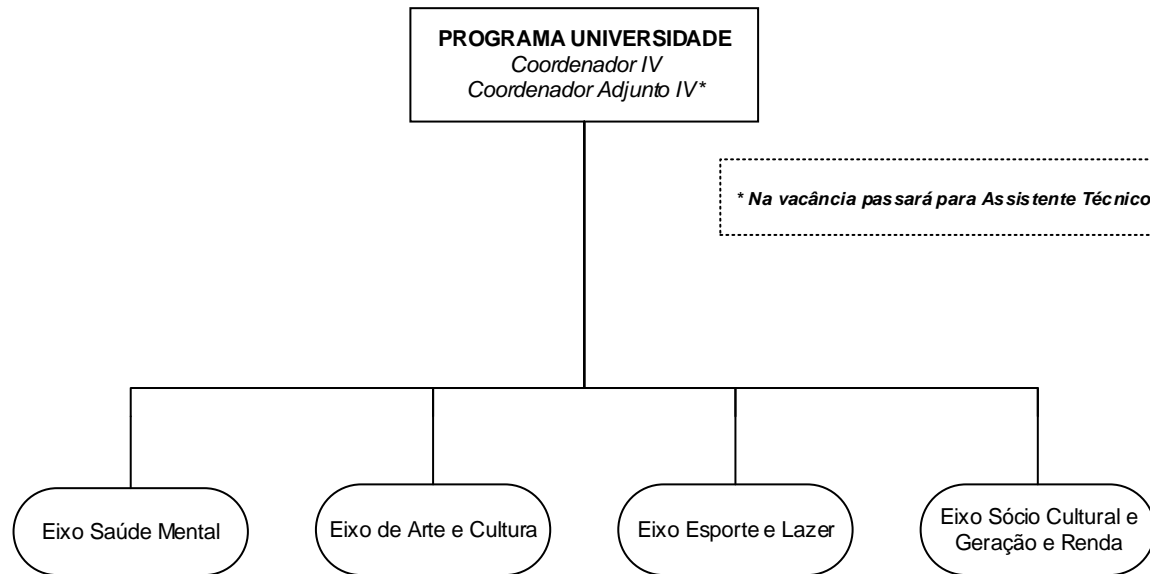 PROGRAMA UNIVERSIDADE
Coordenador IV
Coordenador Adjunto IV*
* Na vacância passará para Assistente Técnico
Eixo Saúde Mental
Eixo de Arte e Cultura
Eixo Esporte e Lazer
Eixo Sócio Cultural e
Geração e Renda